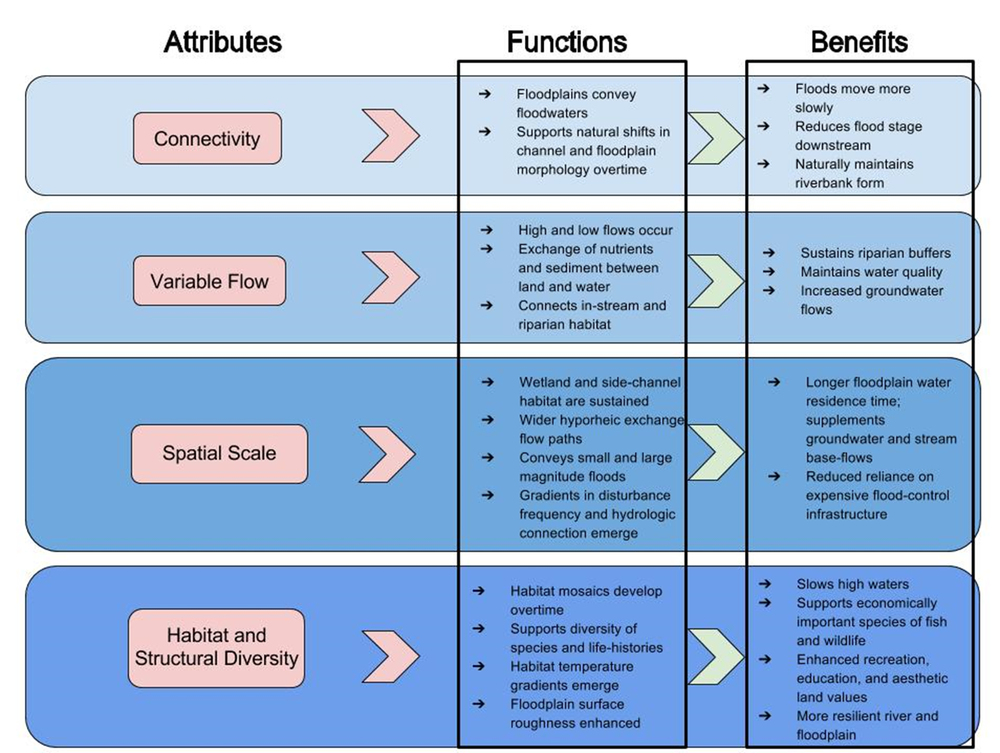 Attributes
Functions
Benefits
Connectivity
➔ Floodplains convey
floodwaters
➔ Supports natural shifts in
channel and floodplain
morphology overtime
➔ Floods move more
slowly
➔ Reduces flood stage
downstream
➔ Naturally maintains
riverbank form
Variable Flow
➔ High and low flows occur
➔ Exchange of nutrients
and sediment between
land and water
➔ Connects in-stream and
riparian habitat
➔ Sustains riparian buffers
➔ Maintains water quality
➔ Increased groundwater
flows
Spatial Scale
➔ Wetland and side-channel
habitat are sustained
➔ Wider hyporheic exchange
flow paths
➔ Conveys small and large
magnitude floods
➔ Gradients in disturbance
frequency and hydrologic
connection emerge
➔ Longer floodplain water
residence time;
supplements
groundwater and stream
base-flows
➔ Reduced reliance on
expensive flood-control
infrastructure
Habitat and
Structural Diversity
➔ Habitat mosaics develop
overtime
➔ Supports diversity of
species and life-histories
➔ Habitat temperature
gradients emerge
➔ Floodplain surface
roughness enhanced
➔ Slows high waters
➔ Supports economically
important species of fish
and wildlife
➔ Enhanced recreation,
education, and aesthetic
land values
➔ More resilient river and
floodplain